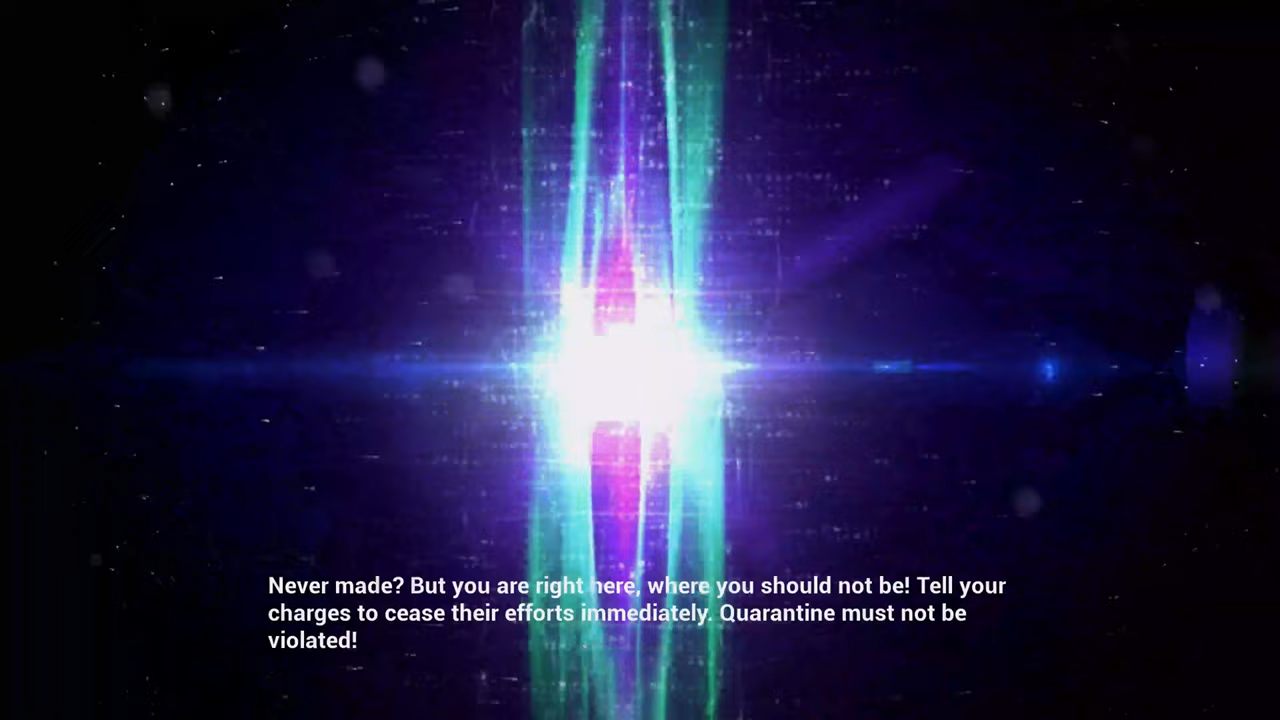 Never made? But you are right here, where you should not be! Tell your
charges to cease their efforts immediately. Quarantine must not be
violated!